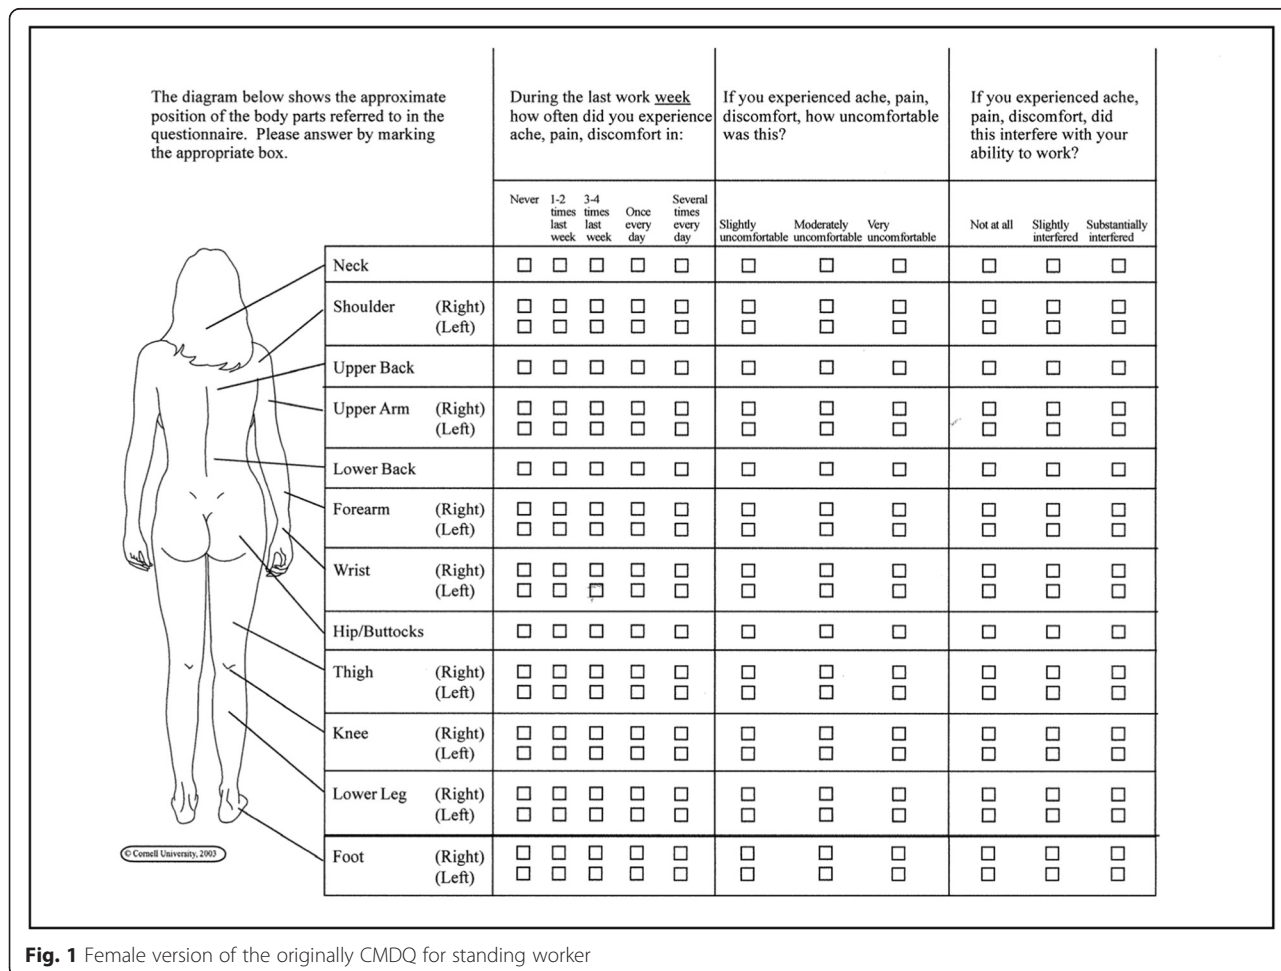 The diagram below shows the approximate
position of the body parts referred to in the
questionnaire. Please answer by marking
the appropriate box.
During the last work week
how often did you experience
ache, pain, discomfort in:
If you experienced ache, pain,
discomfort, how uncomfortable
was this?
If you experienced ache,
pain, discomfort, did
this interfere with your
ability to work?
Never
1-2
times
last
week
3-4
times
last
week
Once
every
day
Several
times
every
day
Slightly
uncomfortable
Moderately
uncomfortable
Very
uncomfortable
Not at all
Slightly
interfered
Substantially
interfered
Neck
Shoulder (Right)
(Left)
Upper Back
Upper Arm (Right)
(Left)
Lower Back
Forearm (Right)
(Left)
Wrist (Right)
(Left)
Hip/Buttocks
Thigh (Right)
(Left)
Knee (Right)
(Left)
Lower Leg (Right)
(Left)
Foot (Right)
(Left)
© Cornell University, 2003
Fig. 1 Female version of the originally CMDQ for standing worker